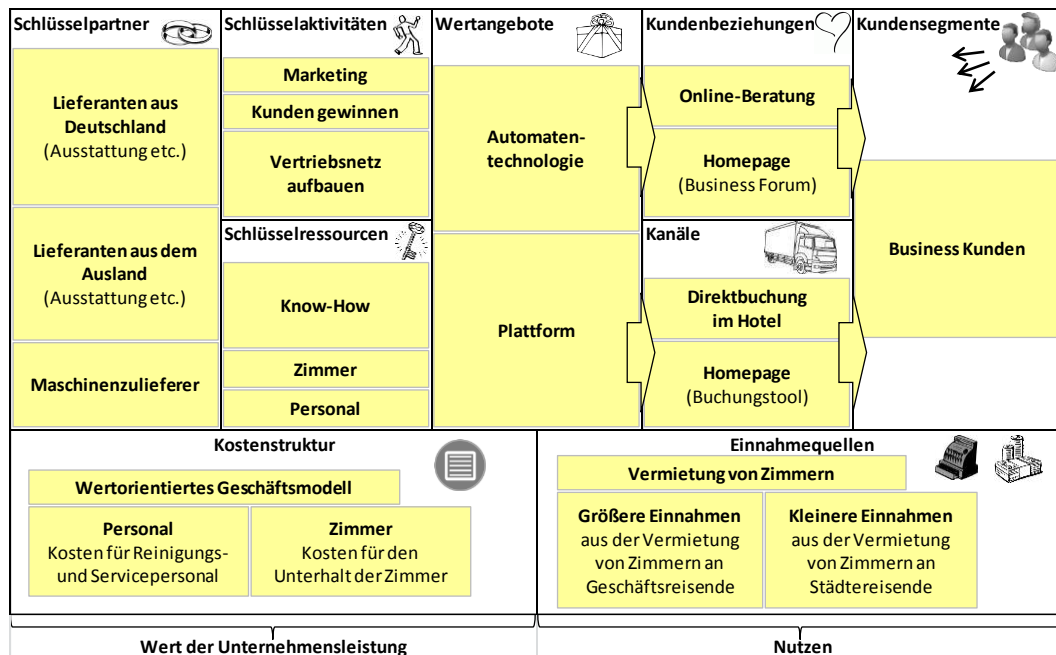 Schlüsselpartner
Lieferanten aus
Deutschland
(Ausstattung etc.)
Lieferanten aus dem
Ausland
(Ausstattung etc.)
Maschinenzulieferer
Schlüsselaktivitäten
Marketing
Kunden gewinnen
Vertriebsnetz
aufbauen
Schlüsselressourcen
Know-How
Zimmer
Personal
Wertangebote
Automaten-
technologie
Plattform
Kundenbeziehungen
Online-Beratung
Homepage
(Business Forum)
Kanäle
Direktbuchung
im Hotel
Homepage
(Buchungstool)
Kundensegmente
Business Kunden
Kostenstruktur
Wertorientiertes Geschäftsmodell
Personal
Kosten für Reinigungs-
und Servicepersonal
Zimmer
Kosten für den
Unterhalt der Zimmer
Einnahmequellen
Vermietung von Zimmern
Größere Einnahmen
aus der Vermietung
von Zimmern an
Geschäftsreisende
Kleinere Einnahmen
aus der Vermietung
von Zimmern an
Städtereisende
Wert der Unternehmensleistung
Nutzen